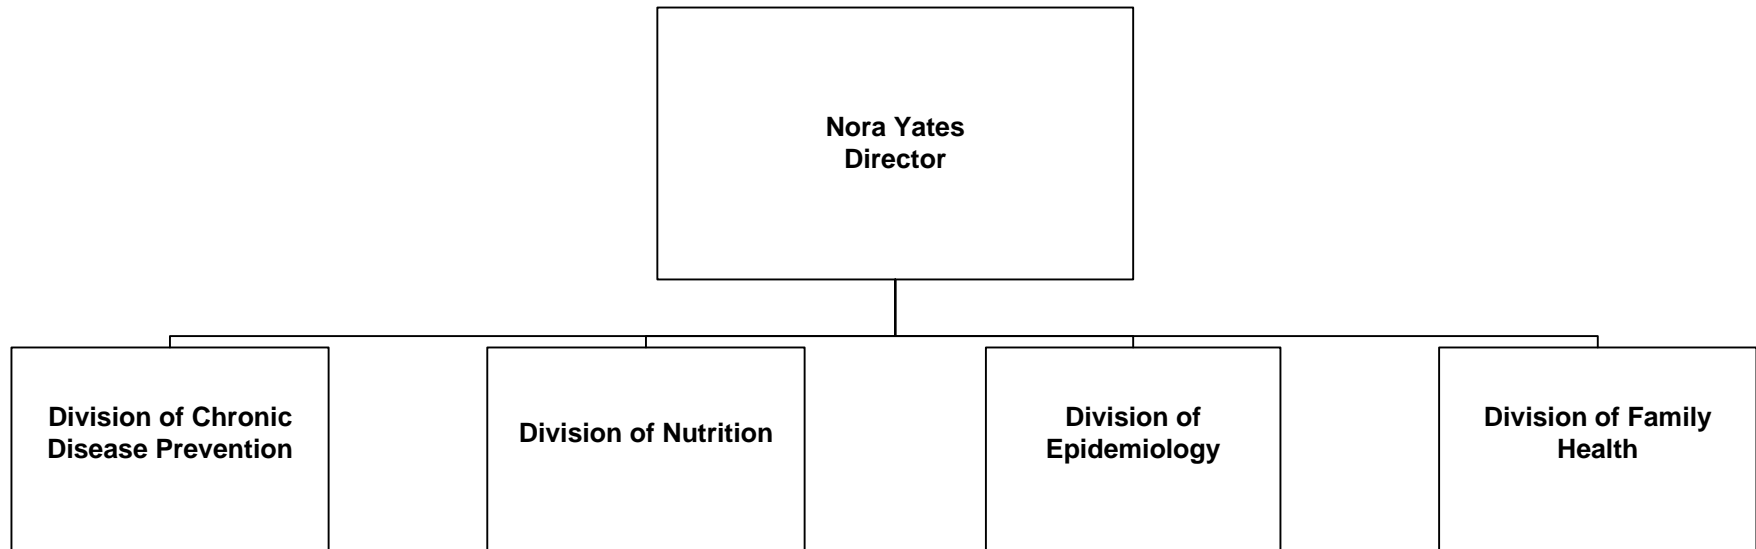 Nora Yates
Director
Division of Chronic
Disease Prevention
Division of Nutrition
Division of
Epidemiology
Division of Family
Health